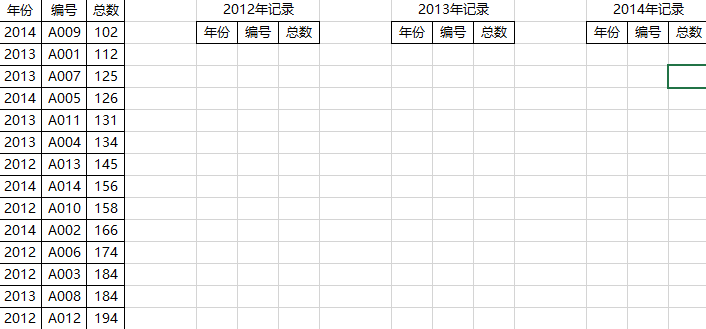 年份 编号 总数 2012年记录 2013年记录 2014年记录
2014 A009 102 年份 编号 总数 年份 编号 总数 年份 编号 总数
2013 A001 112
2013 A007 125
2014 A005 126
2013 A011 131
2013 A004 134
2012 A013 145
2014 A014 156
2012 A010 158
2014 A002 166
2012 A006 174
2012 A003 184
2013 A008 184
2012 A012 194